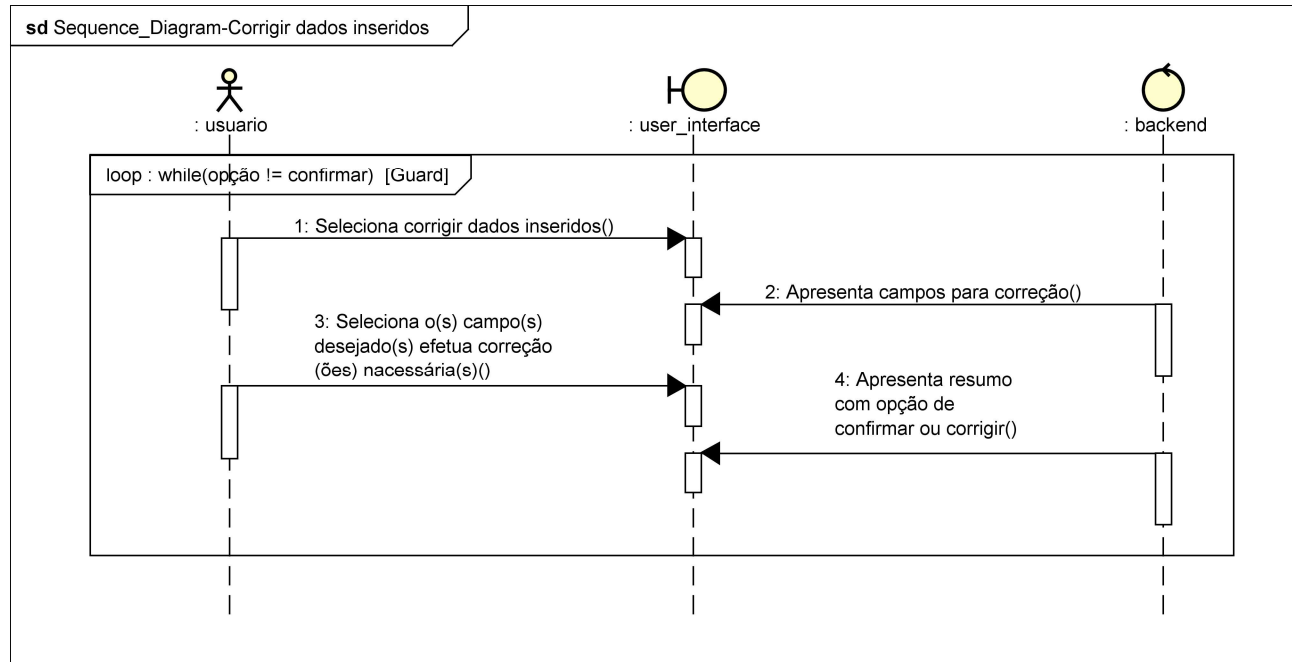 sd Sequence_Diagram-Corrigir dados inseridos
: usuario
: user_interface
: backend
loop : while(opção != confirmar) [Guard]
1: Seleciona corrigir dados inseridos()
2: Apresenta campos para correção()
3: Seleciona o(s) campo(s)
desejado(s) efetua correção
(ões) nacessária(s)()
4: Apresenta resumo
com opção de
confirmar ou corrigir()